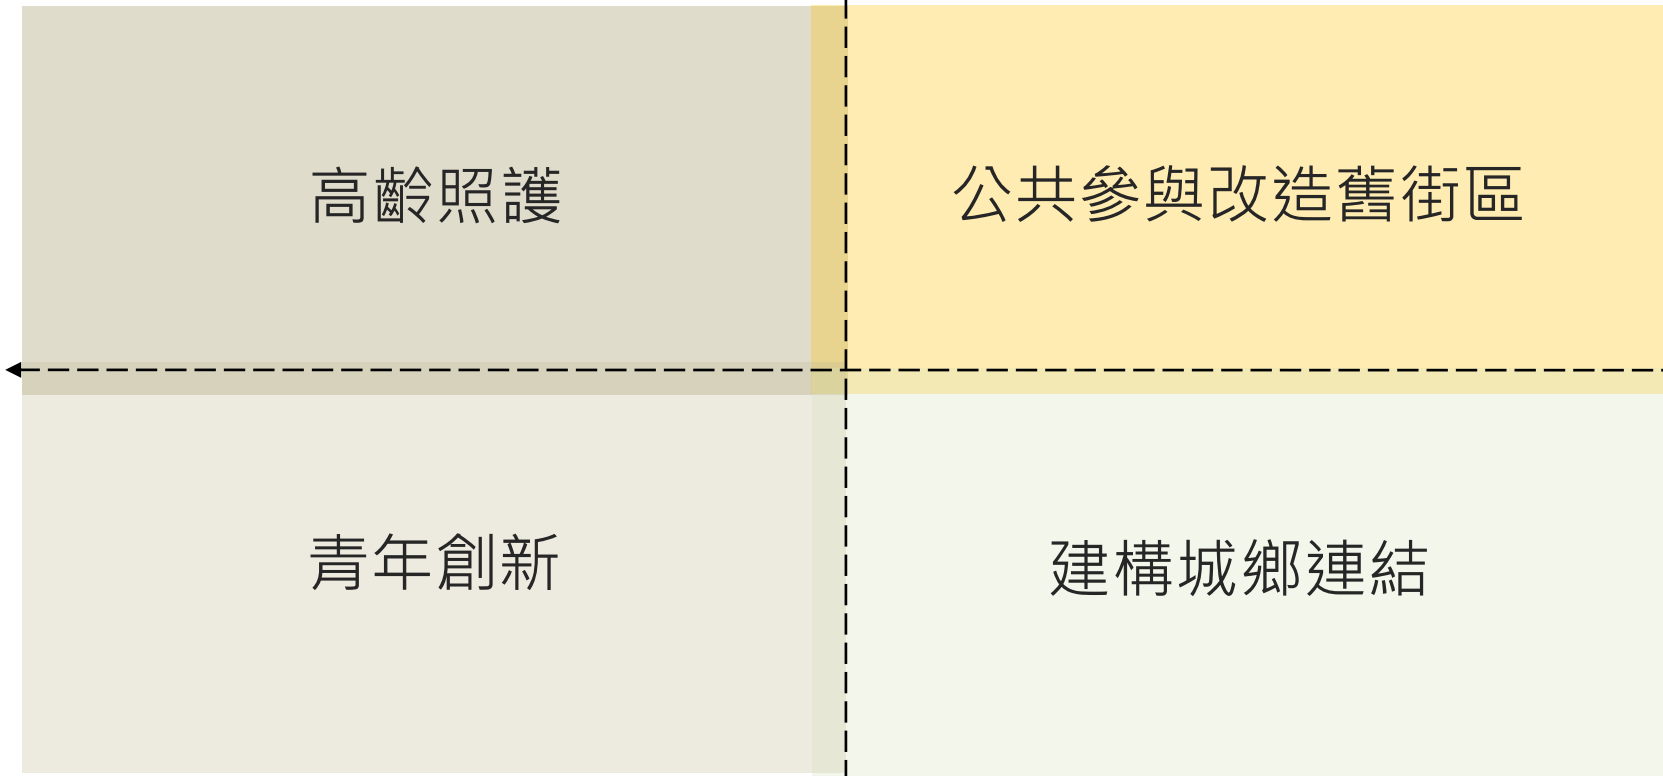 高齡照護
公共參與改造舊街區
青年創新
建構城鄉連結